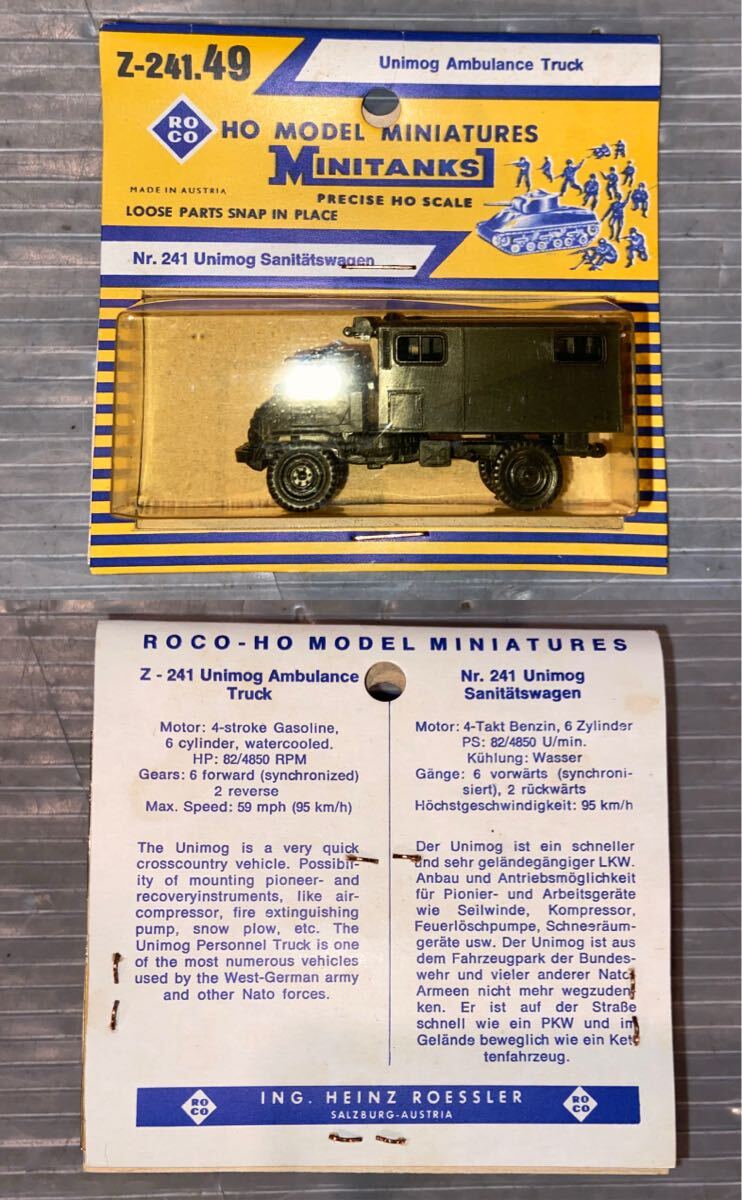 Z-241.49
Unimog Ambulance Truck
RO
CO
HO MODEL MINIATURES
MINITANKS
MADE IN AUSTRIA
PRECISE HO SCALE
LOOSE PARTS SNAP IN PLACE
Nr. 241 Unimog Sanitätswagen
ROCO-HO MODEL MINIATURES
Z - 241 Unimog Ambulance
Truck
Motor: 4-stroke Gasoline,
6 cylinder, watercooled.
HP: 82/4850 RPM
Gears: 6 forward (synchronized)
2 reverse
Max. Speed: 59 mph (95 km/h)
The Unimog is a very quick
crosscountry vehicle. Possibil-
ity of mounting pioneer- and
recoveryinstruments, like air-
compressor, fire extinguishing
pump, snow plow, etc. The
Unimog Personnel Truck is one
of the most numerous vehicles
used by the West-German army
and other Nato forces.
Nr. 241 Unimog
Sanitätswagen
Motor: 4-Takt Benzin, 6 Zylinder
PS: 82/4850 U/min.
Kühlung: Wasser
Gänge: 6 vorwärts (synchroni-
siert), 2 rückwärts
Höchstgeschwindigkeit: 95 km/h
Der Unimog ist ein schneller
und sehr geländegängiger LKW.
Anbau und Antriebsmöglichkeit
für Pionier- und Arbeitsgeräte
wie Seilwinde, Kompressor,
Feuerlöschpumpe, Schneeräum-
geräte usw. Der Unimog ist aus
dem Fahrzeugpark der Bundes-
wehr und vieler anderer Nato-
Armeen nicht mehr wegzuden-
ken. Er ist auf der Straße
schnell wie ein PKW und im
Gelände beweglich wie ein Ket-
tenfahrzeug.
RO
CO
ING. HEINZ ROESSLER
SALZBURG-AUSTRIA
RO
CO